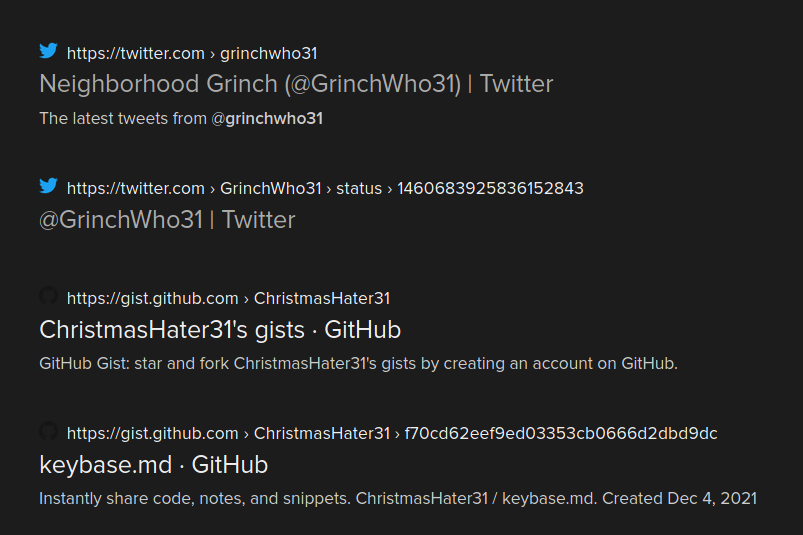 https://twitter.com › grinchwho31
Neighborhood Grinch (@GrinchWho31) | Twitter
The latest tweets from @grinchwho31
https://twitter.com › GrinchWho31 › status › 1460683925836152843
@GrinchWho31 | Twitter
https://gist.github.com › ChristmasHater31
ChristmasHater31's gists · GitHub
GitHub Gist: star and fork ChristmasHater31's gists by creating an account on GitHub.
https://gist.github.com › ChristmasHater31 › f70cd62eef9ed03353cb0666d2dbd9dc
keybase.md · GitHub
Instantly share code, notes, and snippets. ChristmasHater31 / keybase.md. Created Dec 4, 2021